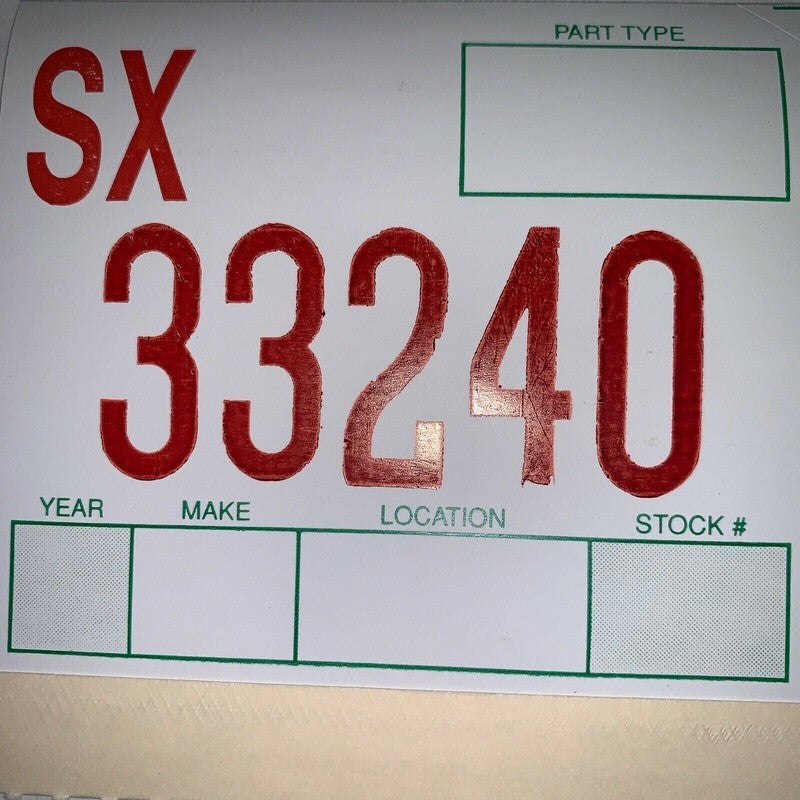 PART TYPE
SX
33240
YEAR MAKE LOCATION STOCK #